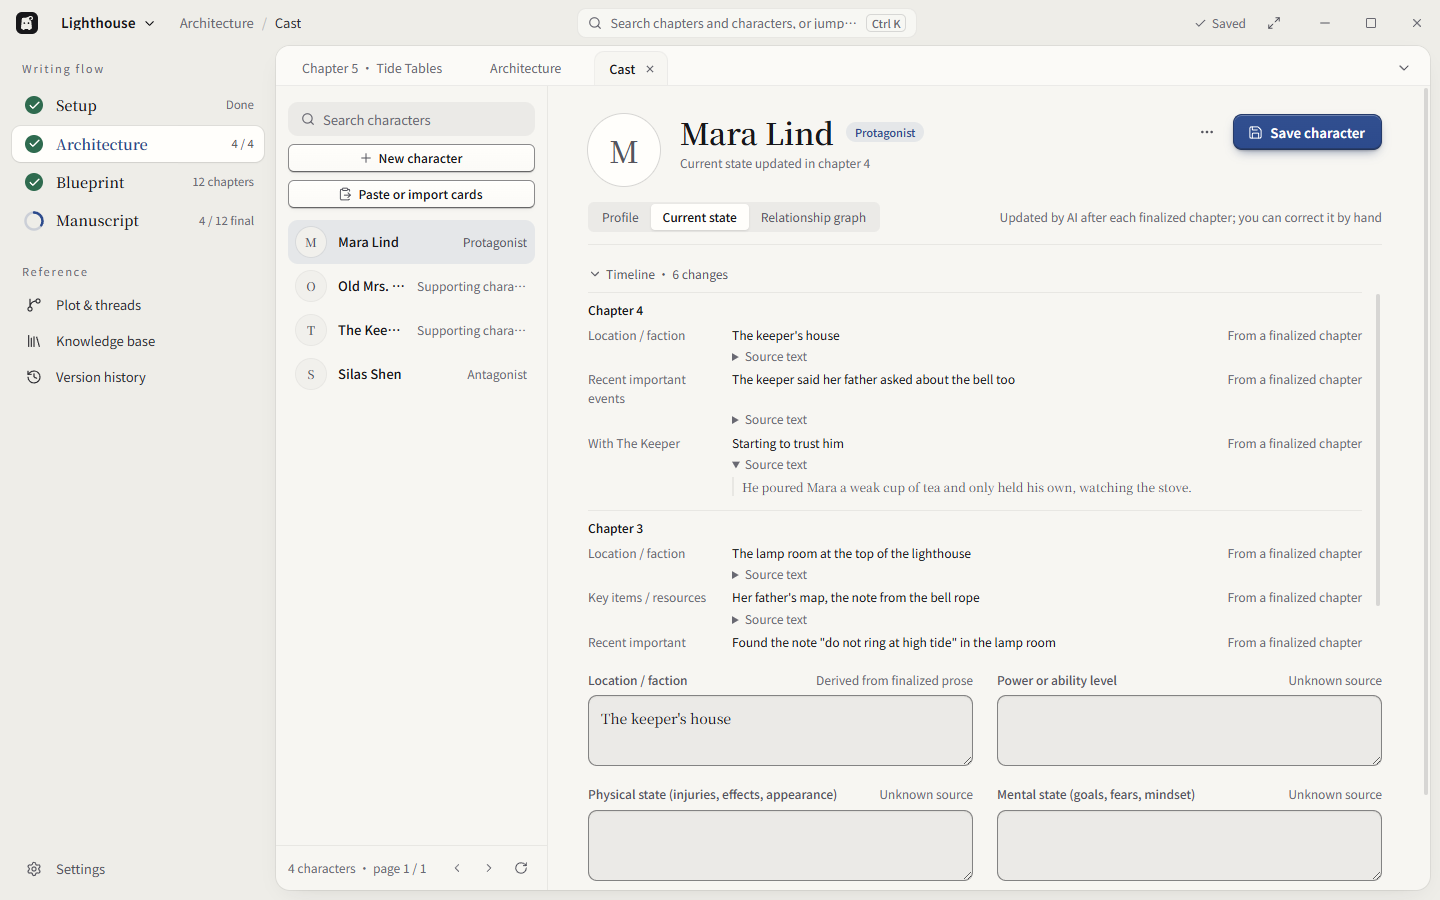 Lighthouse
Architecture / Cast
Search chapters and characters, or jump···
Ctrl K
Saved
Writing flow
Setup
Done
Architecture
4 / 4
Blueprint
12 chapters
Manuscript
4 / 12 final
Reference
Plot & threads
Knowledge base
Version history
Settings
Chapter 5 • Tide Tables
Architecture
Cast
Search characters
New character
Paste or import cards
M
Mara Lind
Protagonist
O
Old Mrs. ···
Supporting chara···
T
The Kee···
Supporting chara···
S
Silas Shen
Antagonist
4 characters • page 1 / 1
M
Mara Lind
Protagonist
Current state updated in chapter 4
Save character
Profile
Current state
Relationship graph
Updated by AI after each finalized chapter; you can correct it by hand
Timeline • 6 changes
Chapter 4
Location / faction
The keeper's house
From a finalized chapter
Source text
Recent important
events
The keeper said her father asked about the bell too
From a finalized chapter
Source text
With The Keeper
Starting to trust him
From a finalized chapter
Source text
He poured Mara a weak cup of tea and only held his own, watching the stove.
Chapter 3
Location / faction
The lamp room at the top of the lighthouse
From a finalized chapter
Source text
Key items / resources
Her father's map, the note from the bell rope
From a finalized chapter
Source text
Recent important
Found the note "do not ring at high tide" in the lamp room
From a finalized chapter
Location / faction
Derived from finalized prose
The keeper's house
Power or ability level
Unknown source
Physical state (injuries, effects, appearance)
Unknown source
Mental state (goals, fears, mindset)
Unknown source